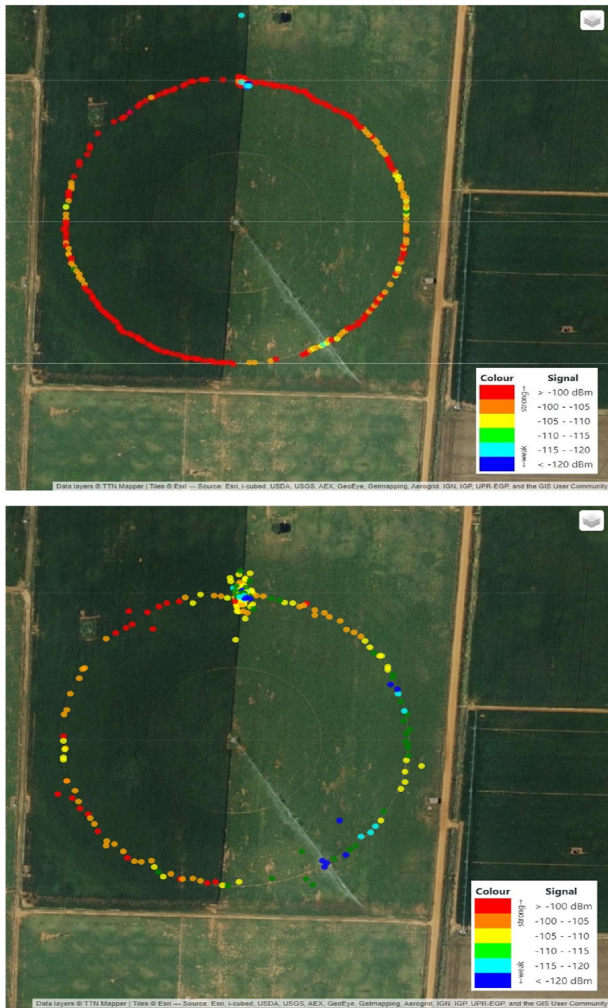 Colour Signal
strong→
> -100 dBm
-100 - -105
-105 - -110
-110 - -115
-115 - -120
< -120 dBm
←weak
Data layers © TTN Mapper | Tiles © Esri — Source: Esri, i-cubed, USDA, USGS, AEX, GeoEye, Getmapping, Aerogrid, IGN, IGP, UPR-EGP, and the GIS User Community
Colour Signal
strong→
> -100 dBm
-100 - -105
-105 - -110
-110 - -115
-115 - -120
< -120 dBm
←weak
Data layers © TTN Mapper | Tiles © Esri — Source: Esri, i-cubed, USDA, USGS, AEX, GeoEye, Getmapping, Aerogrid, IGN, IGP, UPR-EGP, and the GIS User Community